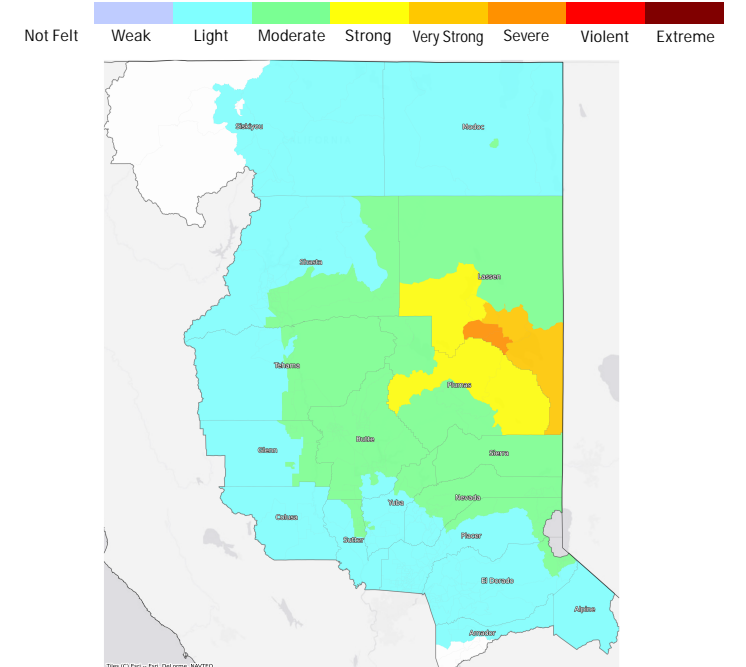 Not Felt Weak Light Moderate Strong Very Strong Severe Violent Extreme
Siskiyou Modoc
Shasta
Lassen
Tehama
Plumas
Butte
Glenn Sierra
Nevada
Yuba
Colusa
Sutter Placer
El Dorado
Alpine
Amador